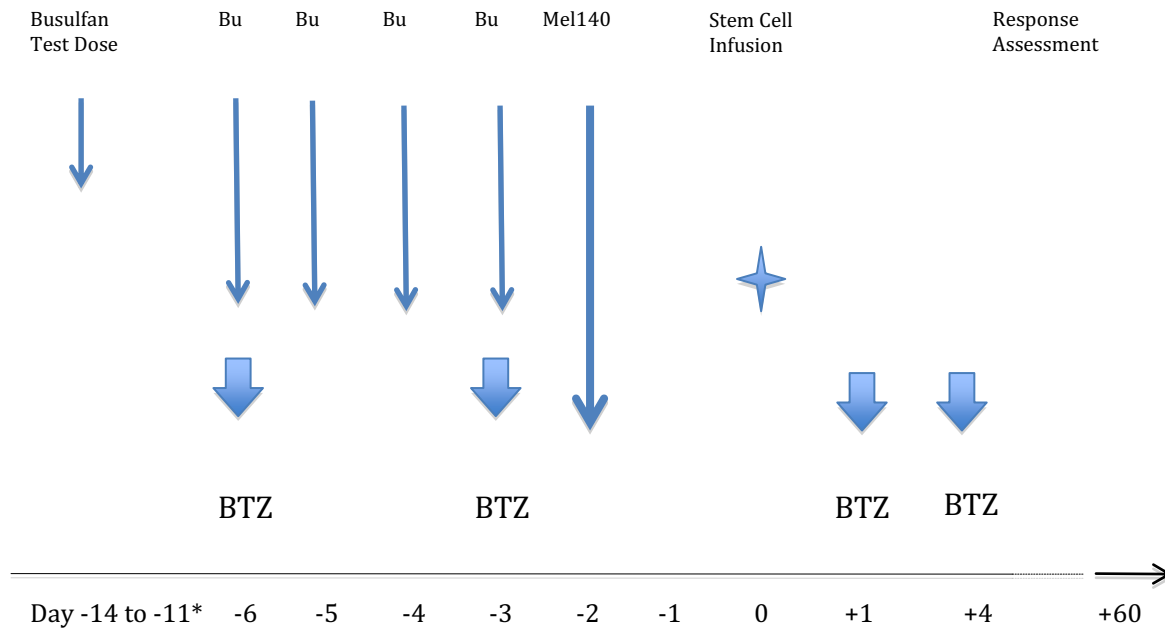 Busulfan Test Dose
Bu
Bu
Bu
Bu
Mel140
Stem Cell Infusion
Response Assessment
BTZ
BTZ
BTZ
BTZ
Day -14 to -11* -6 -5 -4 -3 -2 -1 0 +1 +4 +60